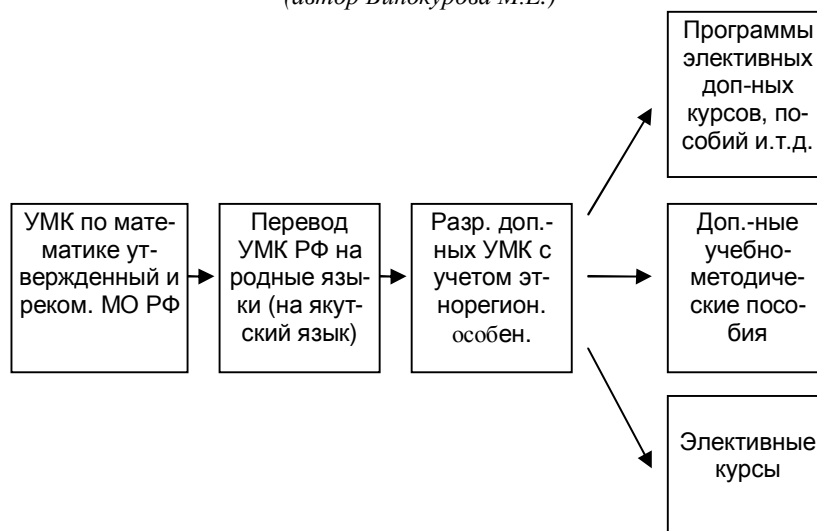 (автор Винокурова М.Е.)
Программы
элективных
доп-ных
курсов, по-
собий и.т.д.
УМК по мате-
матике ут-
вержденный и
реком. МО РФ
Перевод
УМК РФ на
родные язы-
ки (на якут-
ский язык)
Разр. доп.-
ных УМК с
учетом эт-
норегион.
особен.
Доп.-ные
учебно-
методиче-
ские посо-
бия
Элективные
курсы